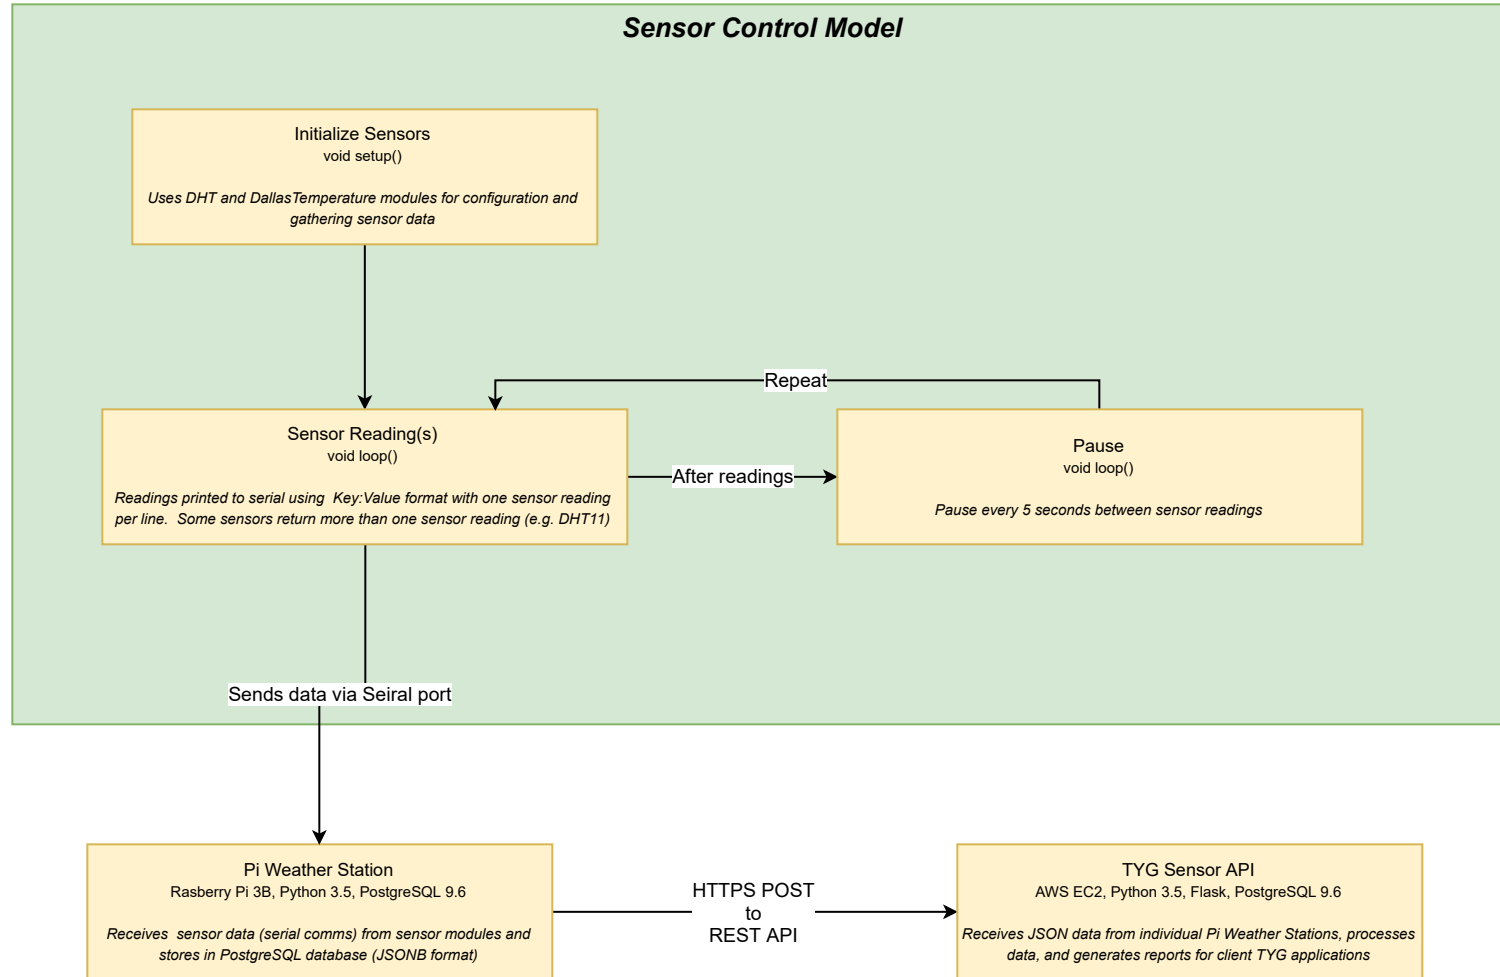 Sensor Control Model
Initialize Sensors
void setup()
Uses DHT and DallasTemperature modules for configuration and
gathering sensor data
Repeat
Sensor Reading(s)
void loop()
Readings printed to serial using  Key:Value format with one sensor reading
per line.  Some sensors return more than one sensor reading (e.g. DHT11)
After readings
Pause
void loop()
Pause every 5 seconds between sensor readings
Sends data via Seiral port
Pi Weather Station
Rasberry Pi 3B, Python 3.5, PostgreSQL 9.6
Receives  sensor data (serial comms) from sensor modules and
stores in PostgreSQL database (JSONB format)
HTTPS POST
to
REST API
TYG Sensor API
AWS EC2, Python 3.5, Flask, PostgreSQL 9.6
Receives JSON data from individual Pi Weather Stations, processes
data, and generates reports for client TYG applications